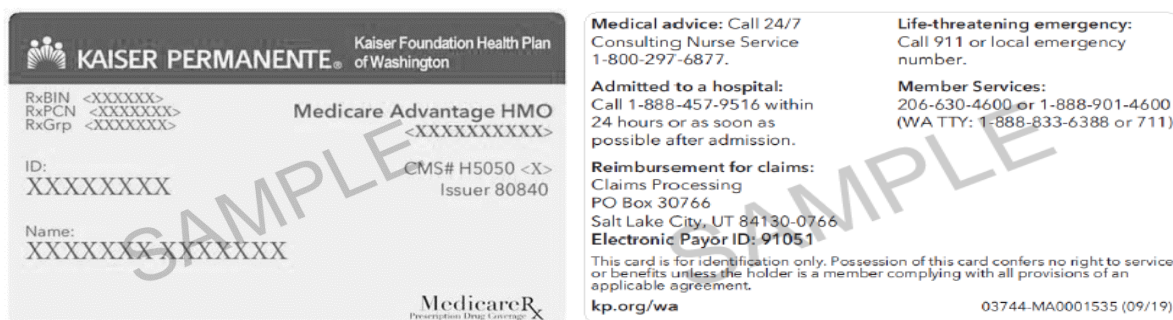 KAISER PERMANENTE®
Kaiser Foundation Health Plan
of Washington
RxBIN <XXXXXX>
RxPCN <XXXXXXX>
RxGrp <XXXXXXX>
Medicare Advantage HMO
<XXXXXXXXXX>
ID:
XXXXXXXX
CMS# H5050 <X>
Issuer 80840
Name:
XXXXXXX XXXXXXX
SAMPLE
MedicareRx
Prescription Drug Coverage
Medical advice: Call 24/7
Consulting Nurse Service
1-800-297-6877.
Admitted to a hospital:
Call 1-888-457-9516 within
24 hours or as soon as
possible after admission.
Reimbursement for claims:
Claims Processing
PO Box 30766
Salt Lake City, UT 84130-0766
Electronic Payor ID: 91051
Life-threatening emergency:
Call 911 or local emergency
number.
Member Services:
206-630-4600 or 1-888-901-4600
(WA TTY: 1-888-833-6388 or 711)
SAMPLE
This card is for identification only. Possession of this card confers no right to service
or benefits unless the holder is a member complying with all provisions of an
applicable agreement.
kp.org/wa
03744-MA0001535 (09/19)